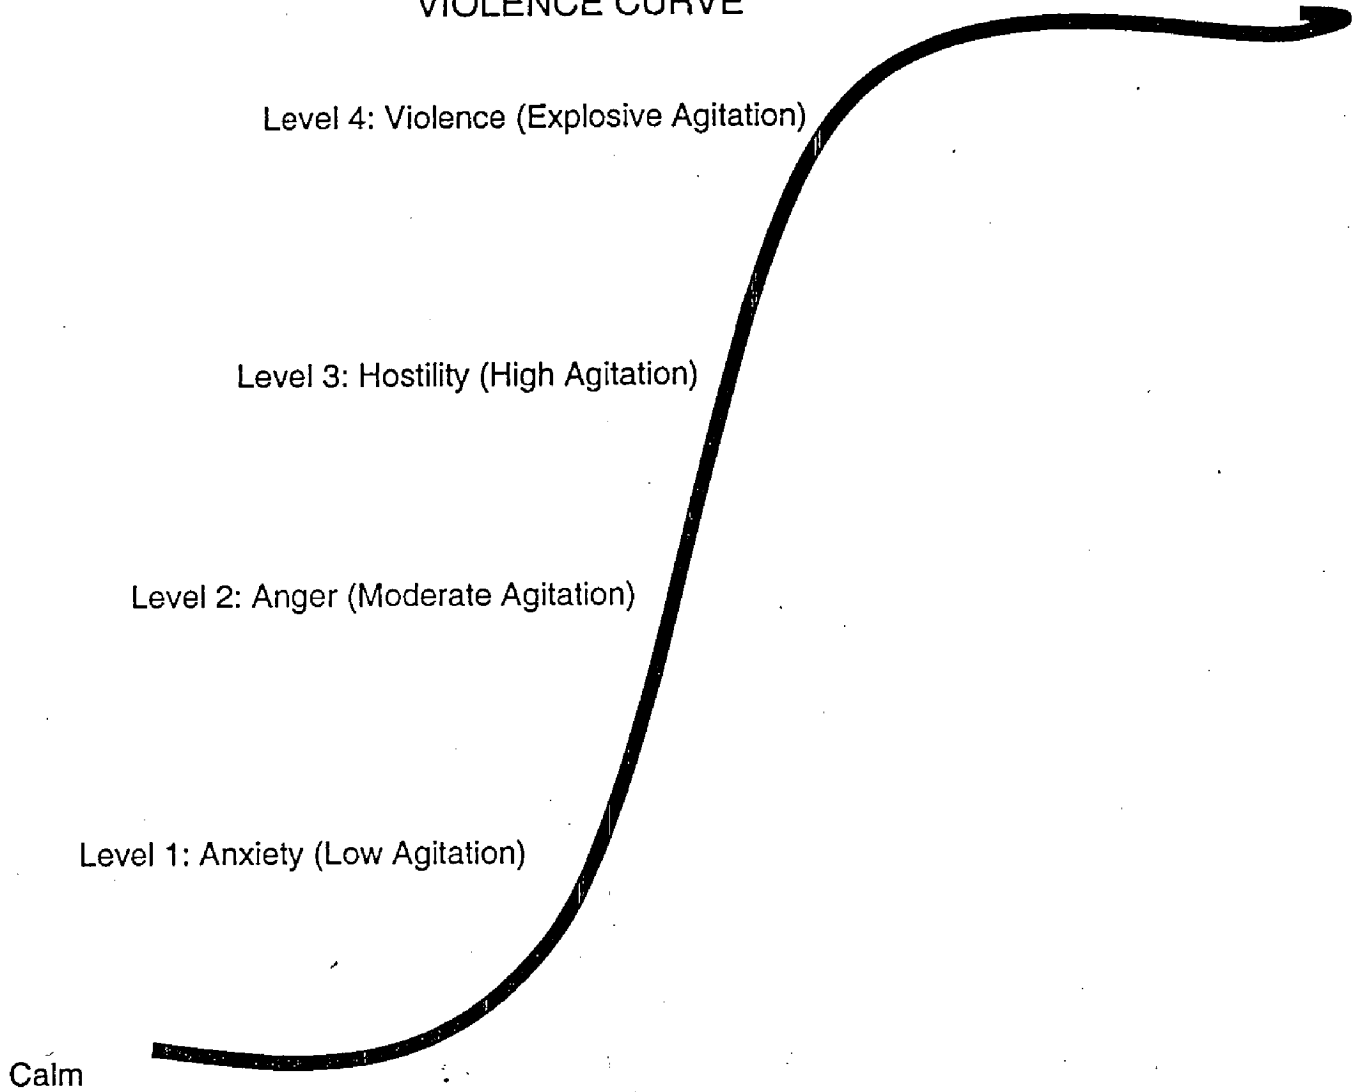 VIOLENCE CURVE
Level 4: Violence (Explosive Agitation)
Level 3: Hostility (High Agitation)
Level 2: Anger (Moderate Agitation)
Level 1: Anxiety (Low Agitation)
Calm